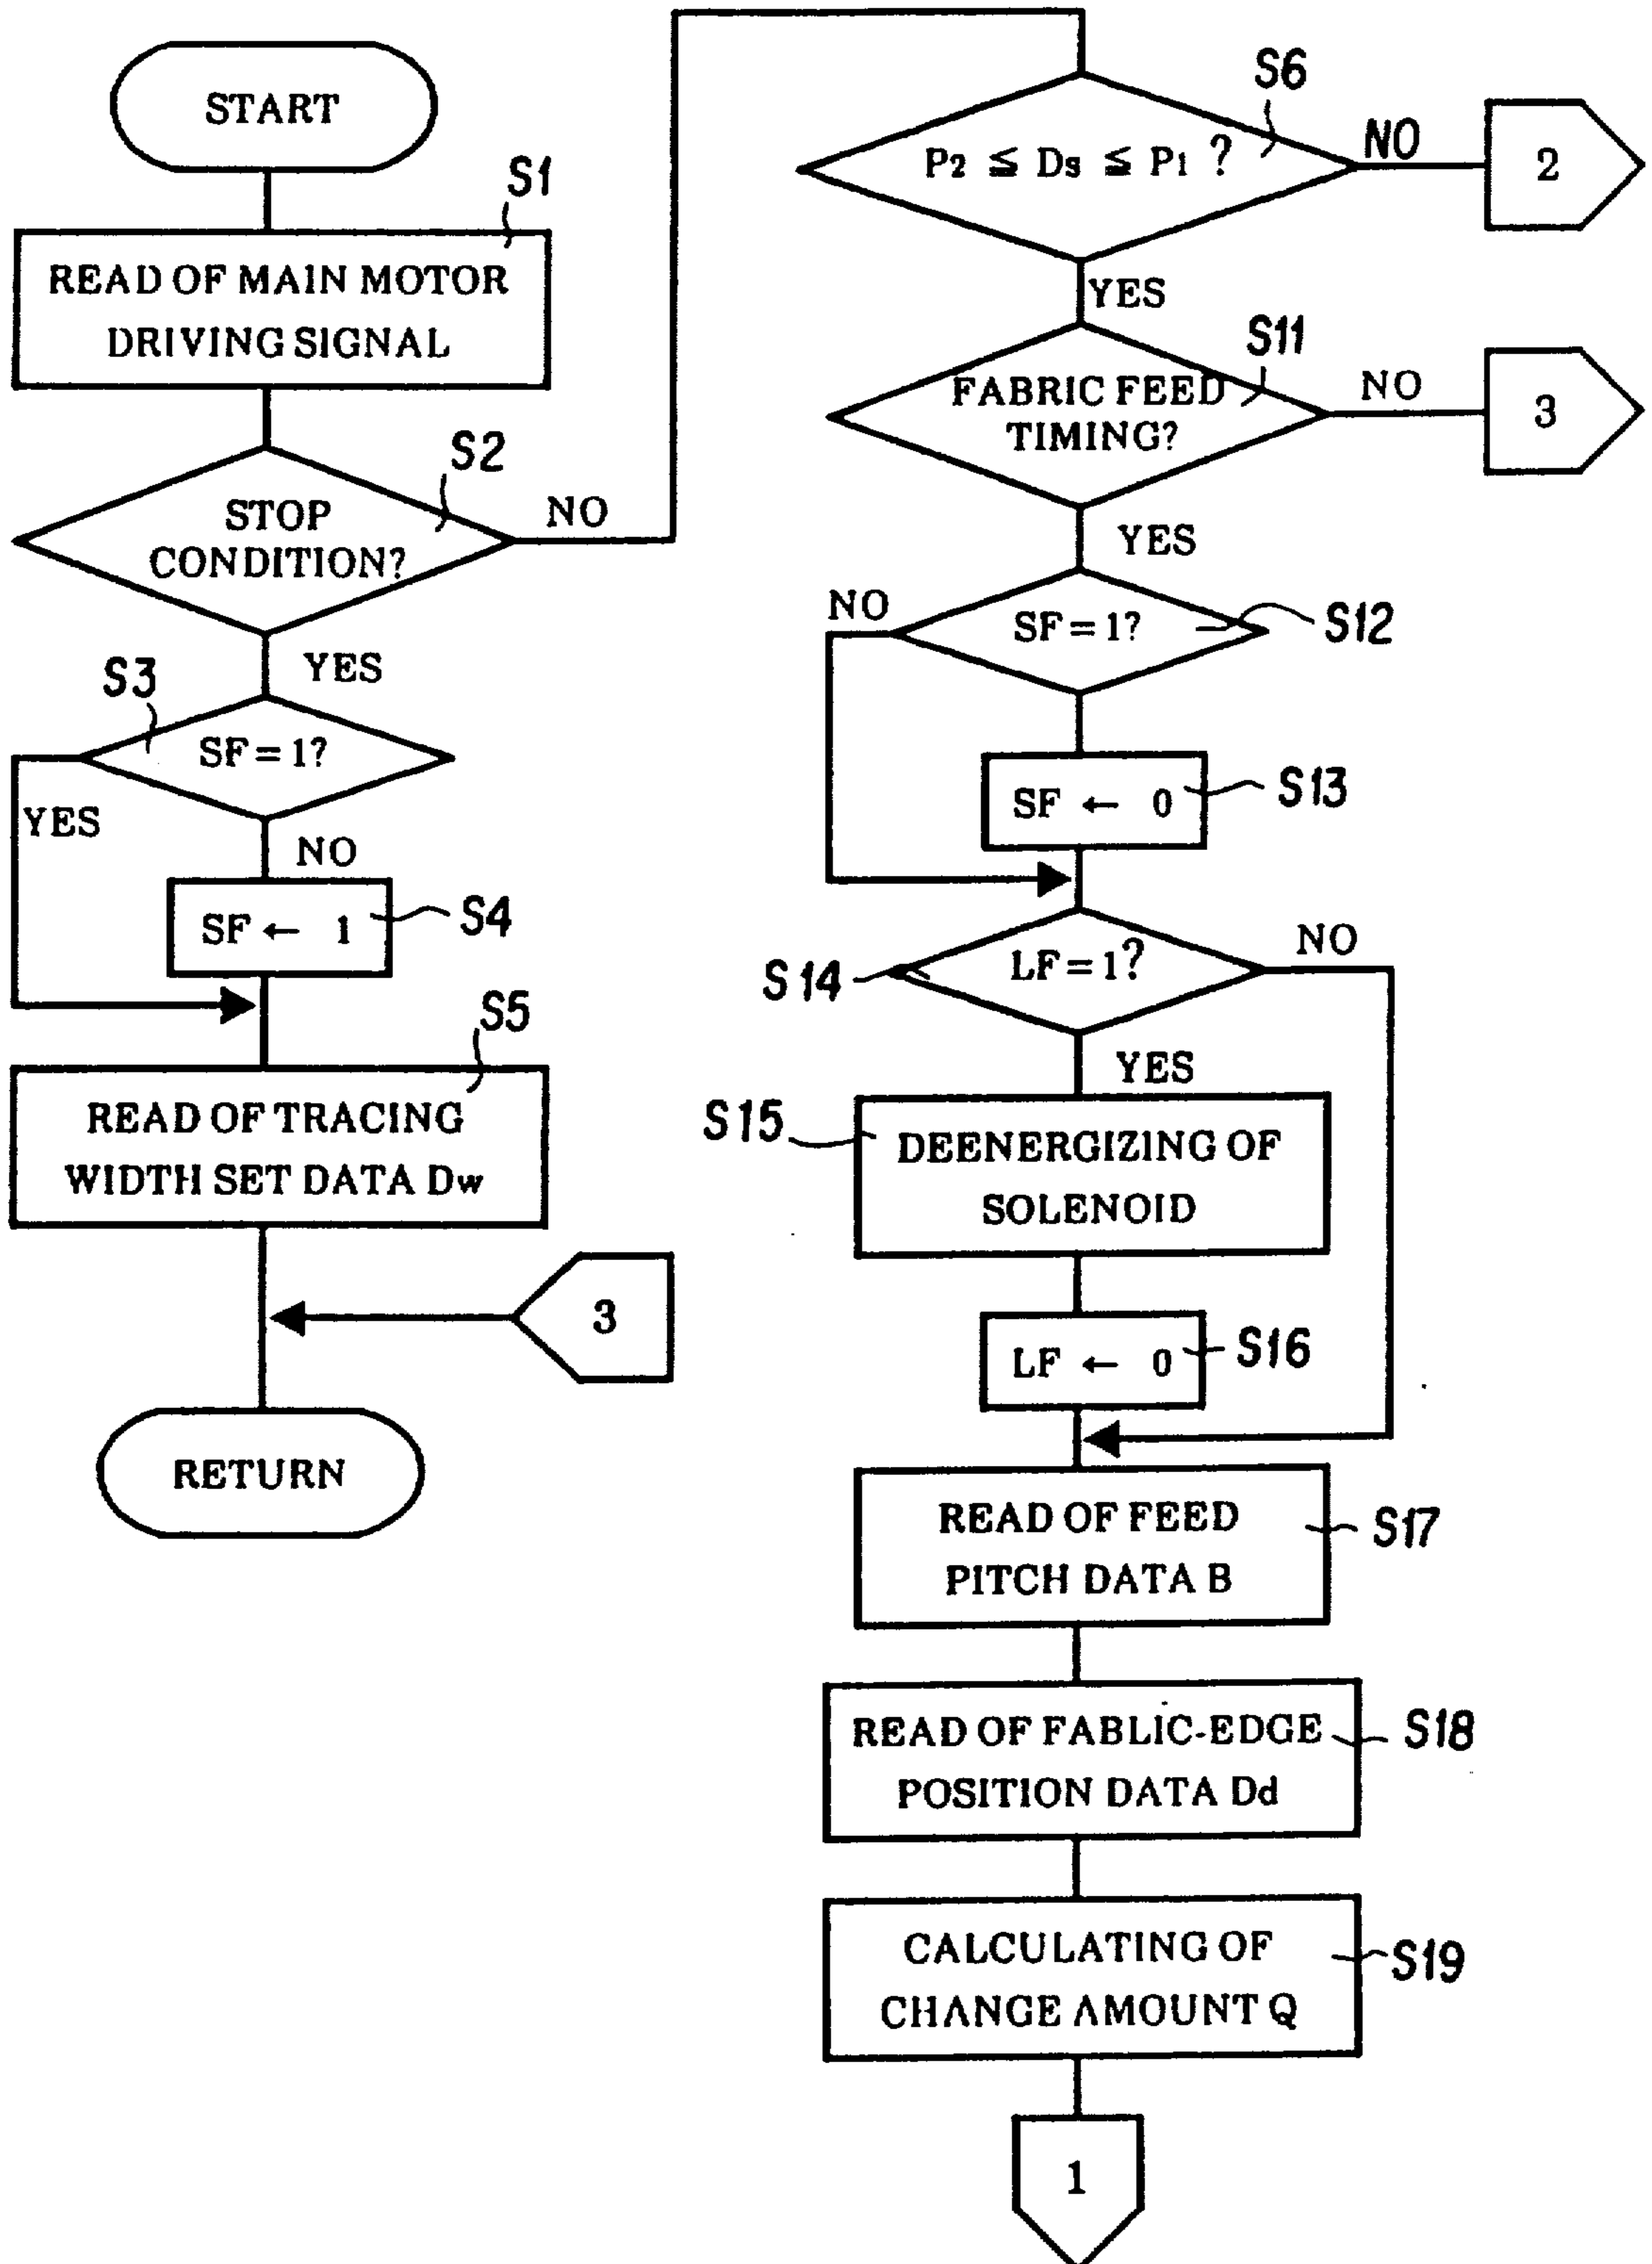 START
S1
READ OF MAIN MOTOR
DRIVING SIGNAL
S2
STOP
CONDITION?
NO
YES
S3
SF = 1?
YES
NO
SF ← 1
S4
S5
READ OF TRACING
WIDTH SET DATA Dw
3
RETURN
S6
P2 ≦ Ds ≦ P1 ?
NO
2
YES
S11
FABRIC FEED
TIMING?
NO
3
YES
NO
SF = 1?
S12
SF ← 0
S13
S14
LF = 1?
NO
YES
S15
DEENERGIZING OF
SOLENOID
LF ← 0
S16
READ OF FEED
PITCH DATA B
S17
READ OF FABLIC-EDGE
POSITION DATA Dd
S18
CALCULATING OF
CHANGE AMOUNT Q
S19
1